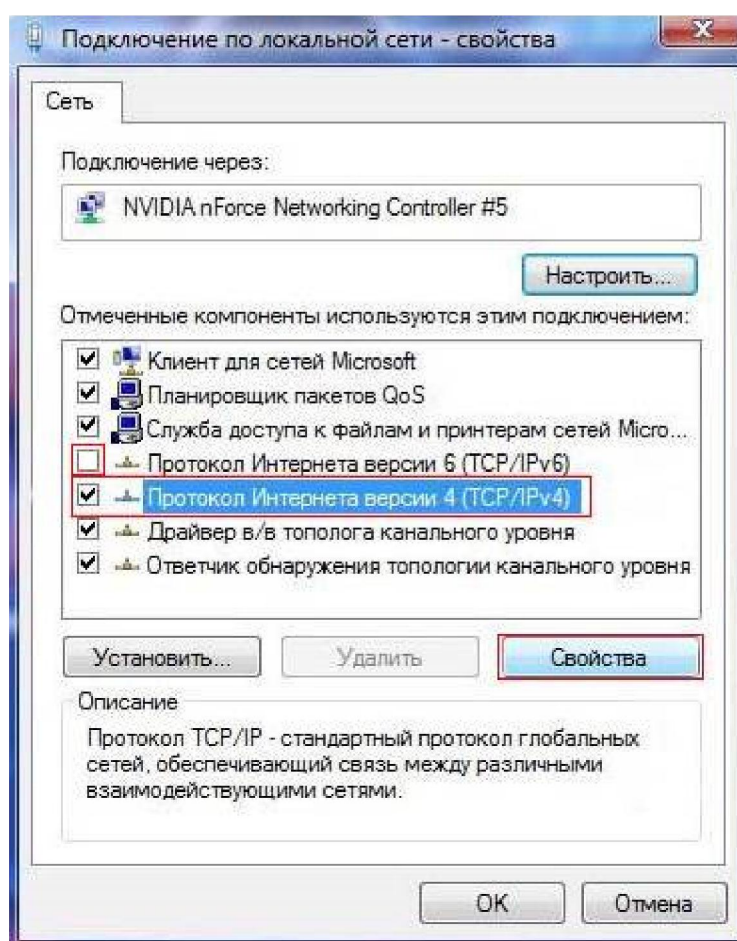 Подключение по локальной сети - свойства
Сеть
Подключение через:
NVIDIA nForce Networking Controller #5
Настроить...
Отмеченные компоненты используются этим подключением:
Клиент для сетей Microsoft
Планировщик пакетов QoS
Служба доступа к файлам и принтерам сетей Micro...
Протокол Интернета версии 6 (TCP/IPv6)
Протокол Интернета версии 4 (TCP/IPv4)
Драйвер в/в тополога канального уровня
Ответчик обнаружения топологии канального уровня
Установить... Удалить Свойства
Описание
Протокол TCP/IP - стандартный протокол глобальных
сетей, обеспечивающий связь между различными
взаимодействующими сетями.
OK Отмена